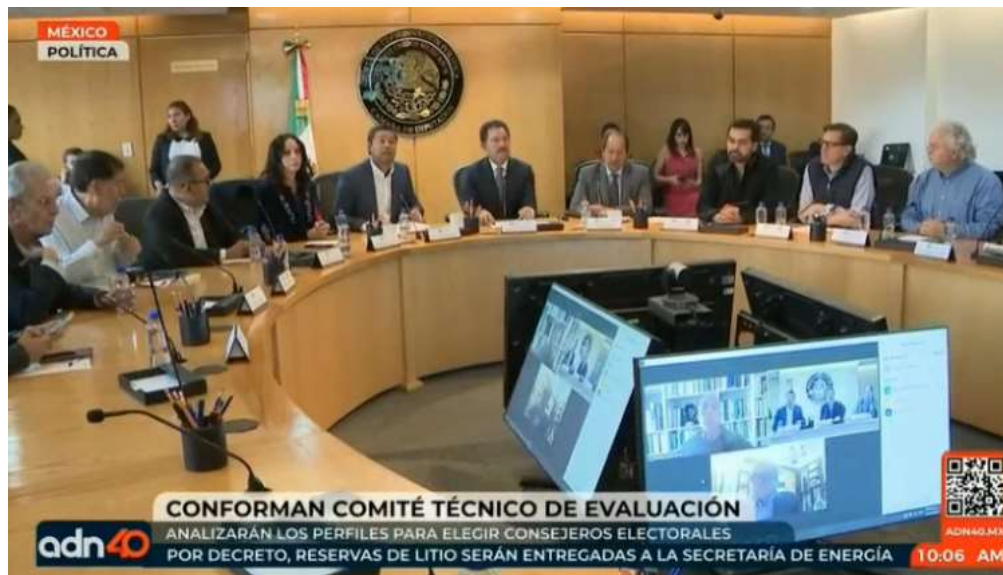 MÉXICO
POLÍTICA
CONFORMAN COMITÉ TÉCNICO DE EVALUACIÓN
ANALIZARÁN LOS PERFILES PARA ELEGIR CONSEJEROS ELECTORALES
adn40
POR DECRETO, RESERVAS DE LITIO SERÁN ENTREGADAS A LA SECRETARÍA DE ENERGÍA
ADN40.MX
10:06 AM